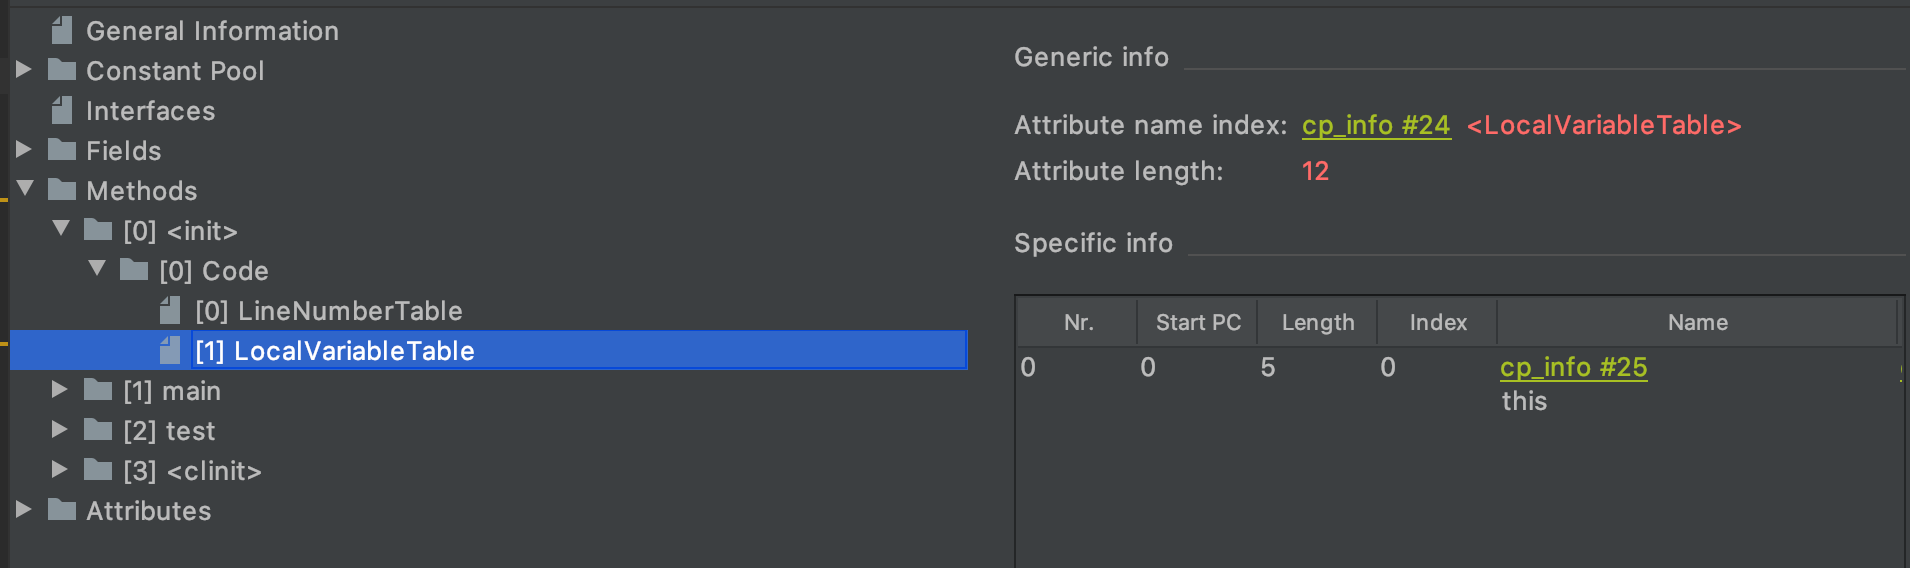 General Information
Constant Pool
Interfaces
Fields
Methods
[0] <init>
[0] Code
[0] LineNumberTable
[1] LocalVariableTable
[1] main
[2] test
[3] <clinit>
Attributes
Generic info
Attribute name index: cp_info #24 <LocalVariableTable>
Attribute length: 12
Specific info
Nr. Start PC Length Index Name
0 0 5 0 cp_info #25
this